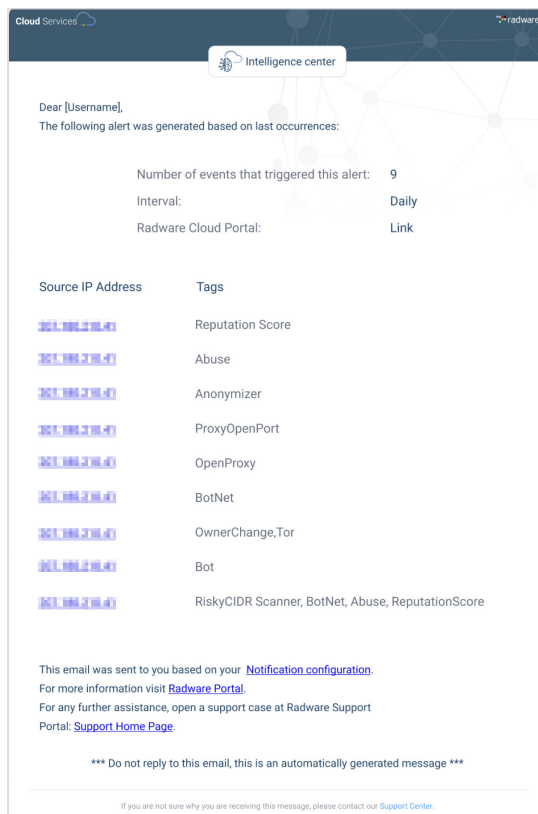 Cloud Services
radware
Intelligence center
Dear [Username],
The following alert was generated based on last occurrences:
Number of events that triggered this alert: 9
Interval: Daily
Radware Cloud Portal: Link
Source IP Address Tags
Reputation Score
Abuse
Anonymizer
ProxyOpenPort
OpenProxy
BotNet
OwnerChange,Tor
Bot
RiskyCIDR Scanner, BotNet, Abuse, ReputationScore
This email was sent to you based on your Notification configuration.
For more information visit Radware Portal.
For any further assistance, open a support case at Radware Support
Portal: Support Home Page.
*** Do not reply to this email, this is an automatically generated message ***
If you are not sure why you are receiving this message, please contact our Support Center.